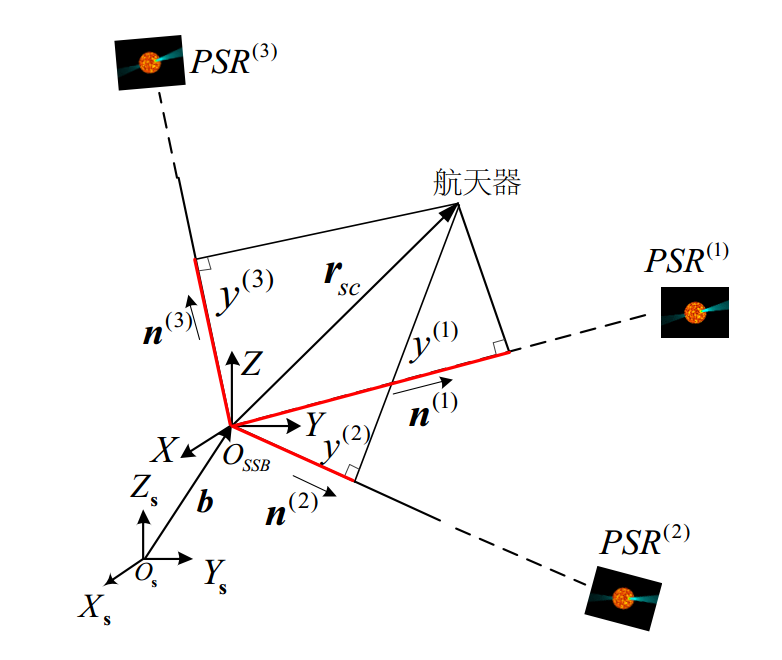 PSR(3)
航天器
PSR(1)
r_sc
y(3)
n(3)
y(1)
Z
n(1)
Y
y(2)
X
O_SSB
Z_s
b
n(2)
PSR(2)
O_s
Y_s
X_s